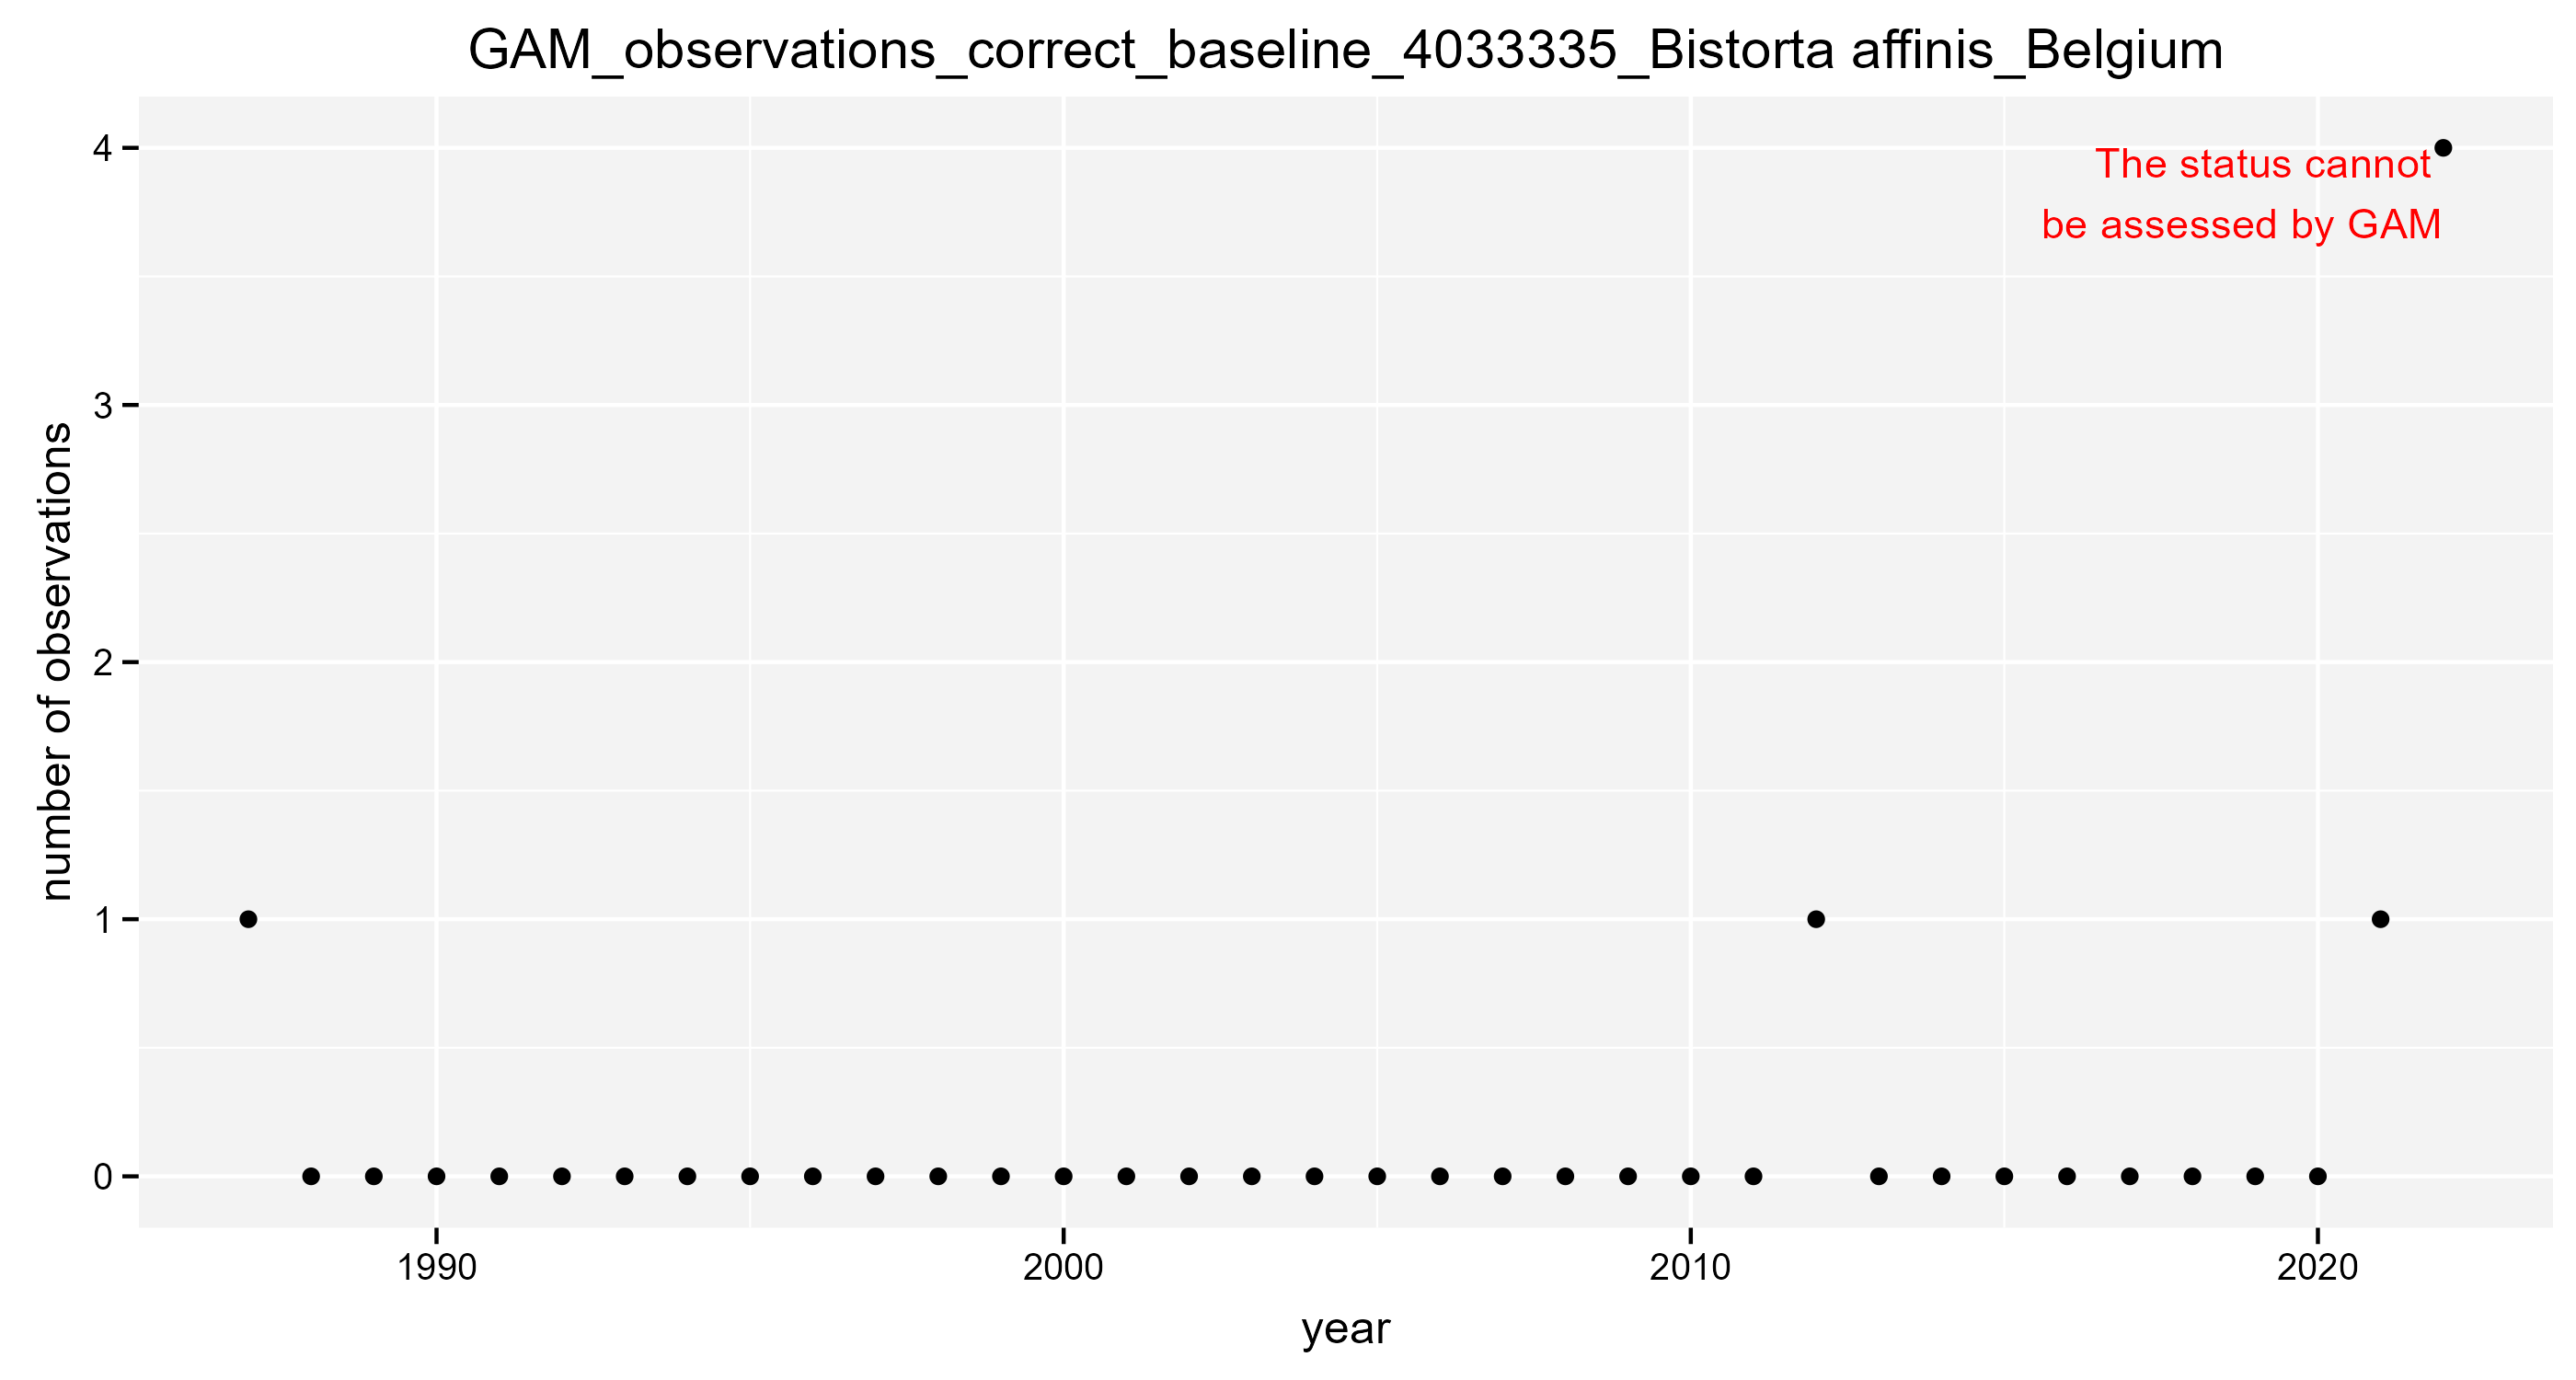 GAM_observations_correct_baseline_4033335_Bistorta affinis_Belgium
The status cannot
be assessed by GAM
number of observations
4
3
2
1
0
1990
2000
2010
2020
year